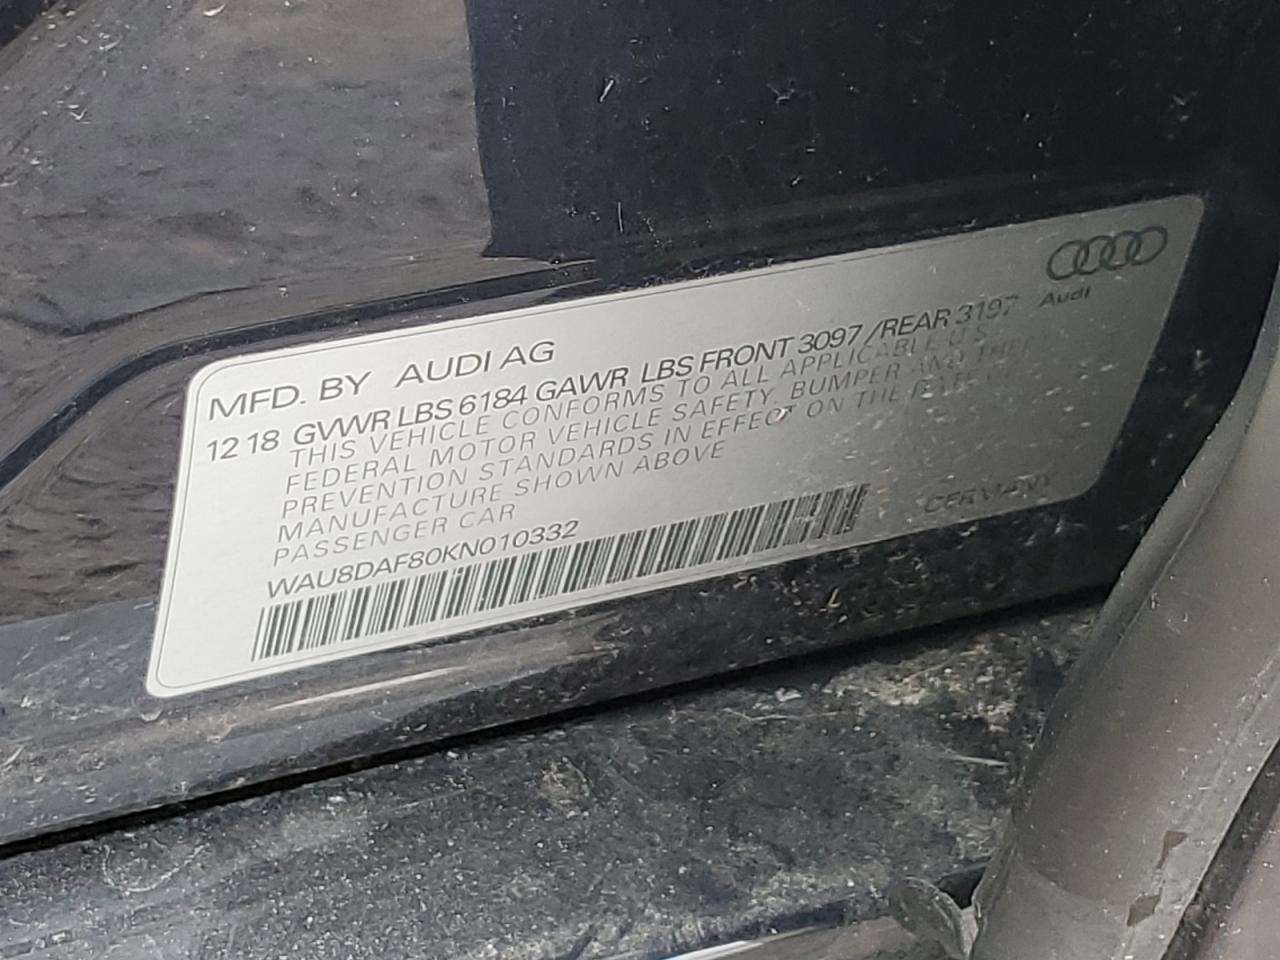 Audi
MFD. BY AUDI AG
12 18 GVWR LBS 6184 GAWR LBS FRONT 3097 /REAR 3197
THIS VEHICLE CONFORMS TO ALL APPLICABLE U.S.
FEDERAL MOTOR VEHICLE SAFETY, BUMPER AND THEFT
PREVENTION STANDARDS IN EFFECT ON THE DATE OF
MANUFACTURE SHOWN ABOVE
PASSENGER CAR
WAU8DAF80KN010332
GERMANY